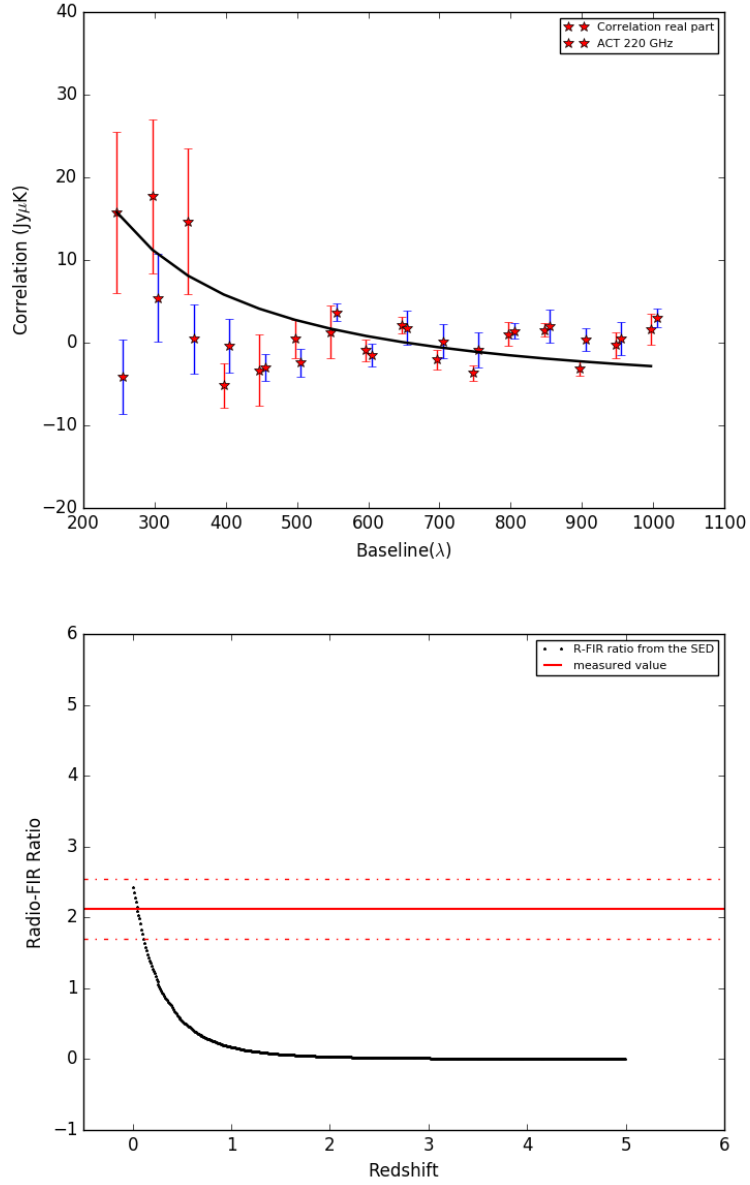 40
30
20
10
0
−10
−20
Correlation (JyμK)
Correlation real part
ACT 220 GHz
200 300 400 500 600 700 800 900 1000 1100
Baseline(λ)
6
5
4
3
2
1
0
−1
Radio-FIR Ratio
R-FIR ratio from the SED
measured value
0 1 2 3 4 5 6
Redshift